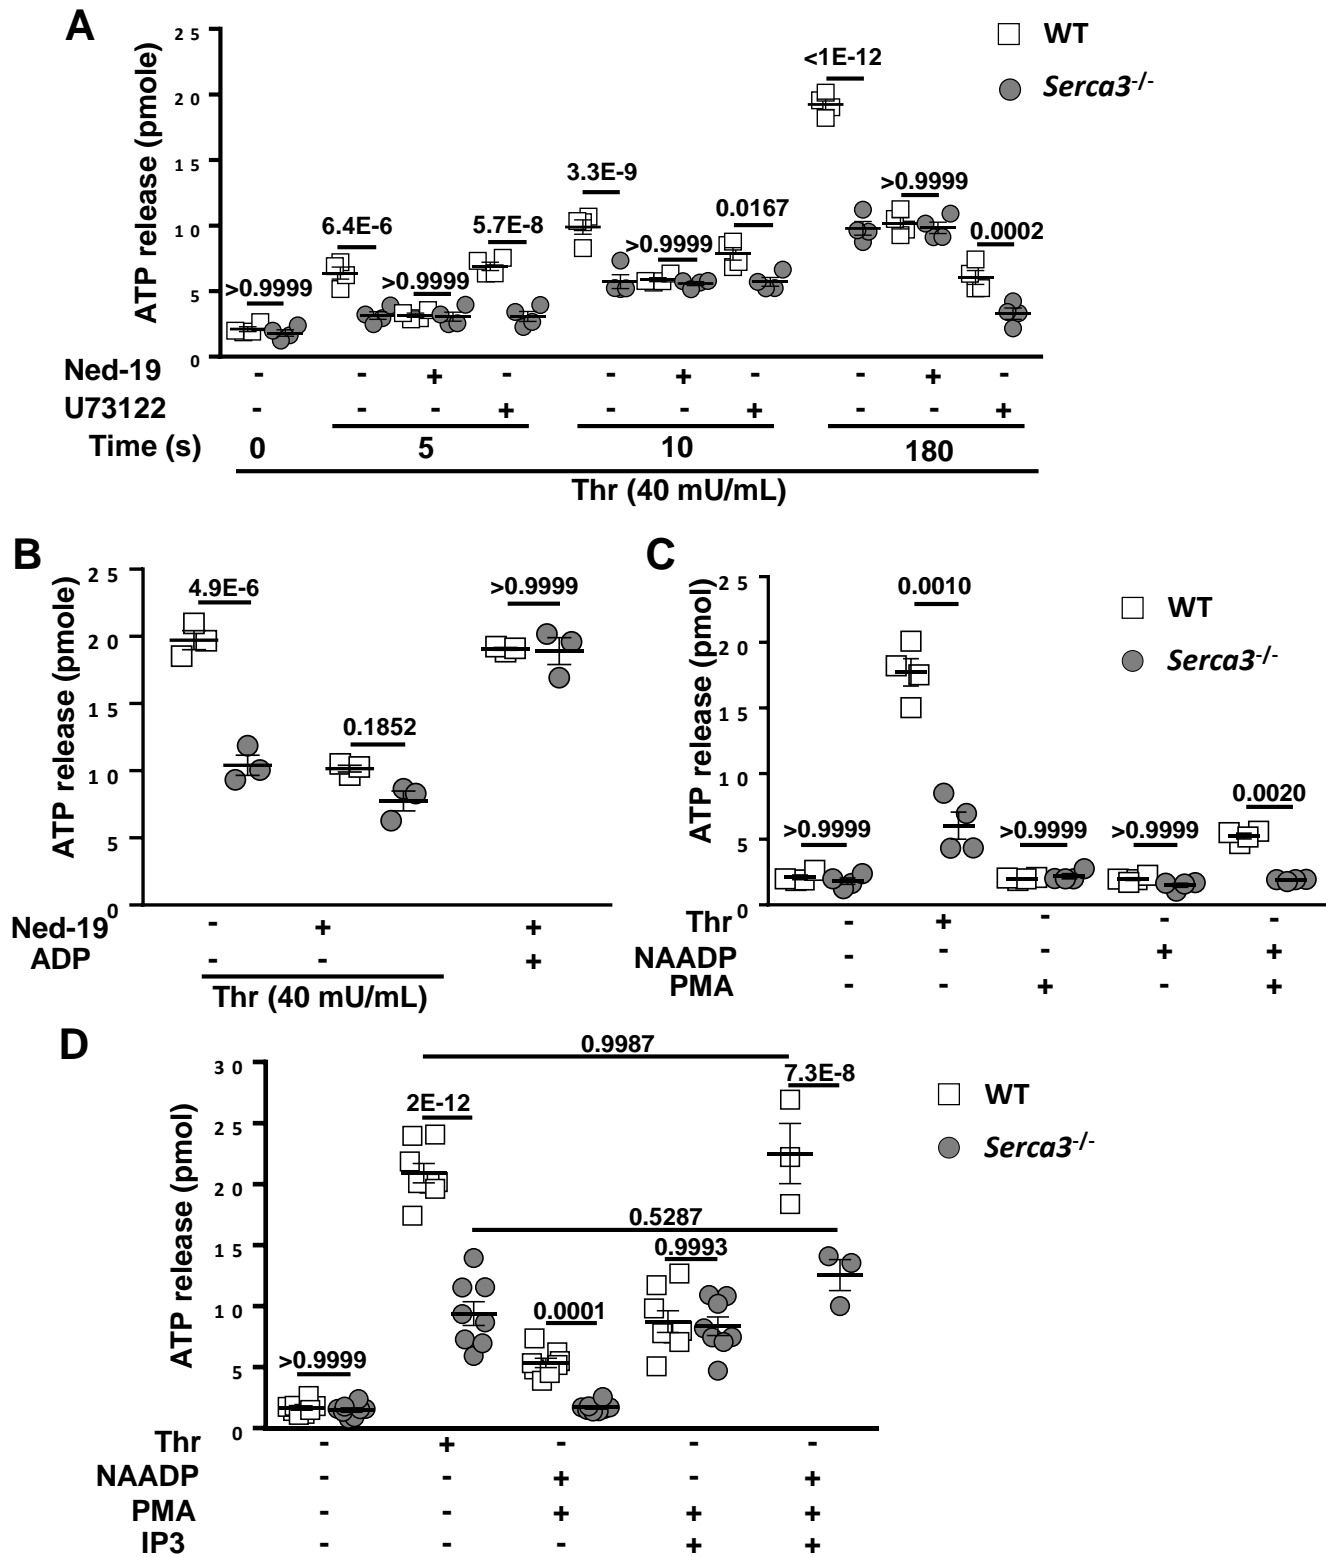 A
ATP release (pmole)
25
20
15
10
5
0
WT
Serca3-/-
>0.9999
6.4E-6
>0.9999
5.7E-8
3.3E-9
>0.9999
0.0167
<1E-12
>0.9999
0.0002
Ned-19 - - + - - + - - + -
U73122 - - - + - - + - - +
Time (s) 0 5 10 180
Thr (40 mU/mL)
B
ATP release (pmole)
25
20
15
10
5
0
4.9E-6
0.1852
>0.9999
Ned-19 - + +
ADP - - +
Thr (40 mU/mL)
C
ATP release (pmol)
25
20
15
10
5
0
WT
Serca3-/-
>0.9999
0.0010
>0.9999
>0.9999
0.0020
Thr - + - - -
NAADP - - - + +
PMA - - + - +
D
ATP release (pmol)
30
25
20
15
10
5
0
WT
Serca3-/-
0.9987
7.3E-8
2E-12
0.5287
0.9993
0.0001
>0.9999
Thr - + - - -
NAADP - - + - +
PMA - - + + +
IP3 - - - + +